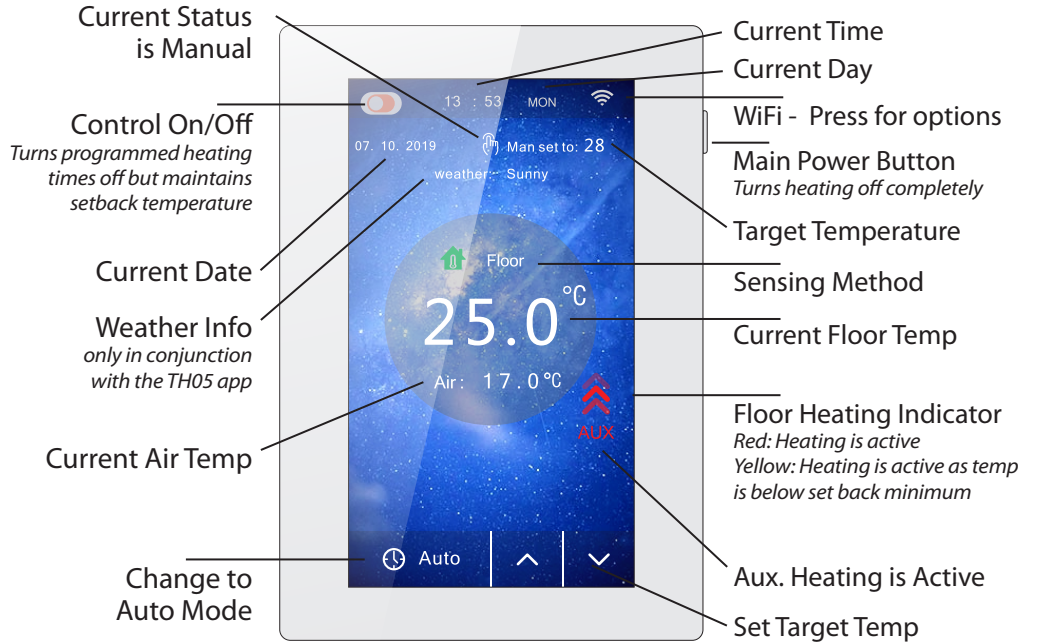 Current Status
is Manual
Control On/Off
Turns programmed heating
times off but maintains
setback temperature
Current Date
Weather Info
only in conjunction
with the TH05 app
Current Air Temp
Change to
Auto Mode
13 : 53 MON
07. 10. 2019 Man set to: 28
weather: Sunny
Floor
25.0°C
Air: 17.0°C
AUX
Auto
Current Time
Current Day
WiFi - Press for options
Main Power Button
Turns heating off completely
Target Temperature
Sensing Method
Current Floor Temp
Floor Heating Indicator
Red: Heating is active
Yellow: Heating is active as temp
is below set back minimum
Aux. Heating is Active
Set Target Temp